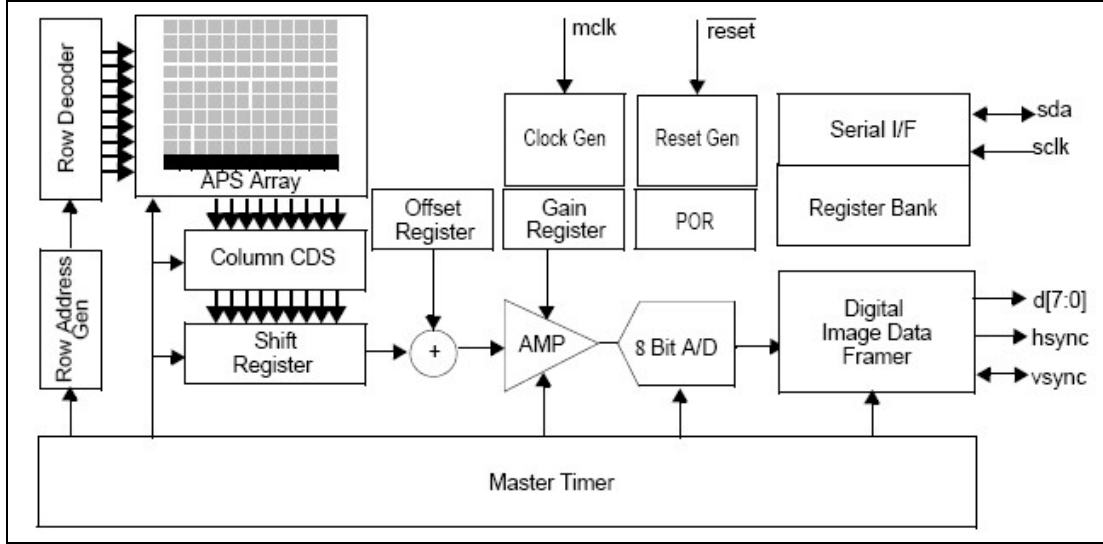 mclk
reset
Row Decoder
APS Array
Clock Gen
Reset Gen
Serial I/F
sda
sclk
Offset
Register
Gain
Register
POR
Register Bank
Row Address
Gen
Column CDS
Shift
Register
+
AMP
8 Bit A/D
Digital
Image Data
Framer
d[7:0]
hsync
vsync
Master Timer